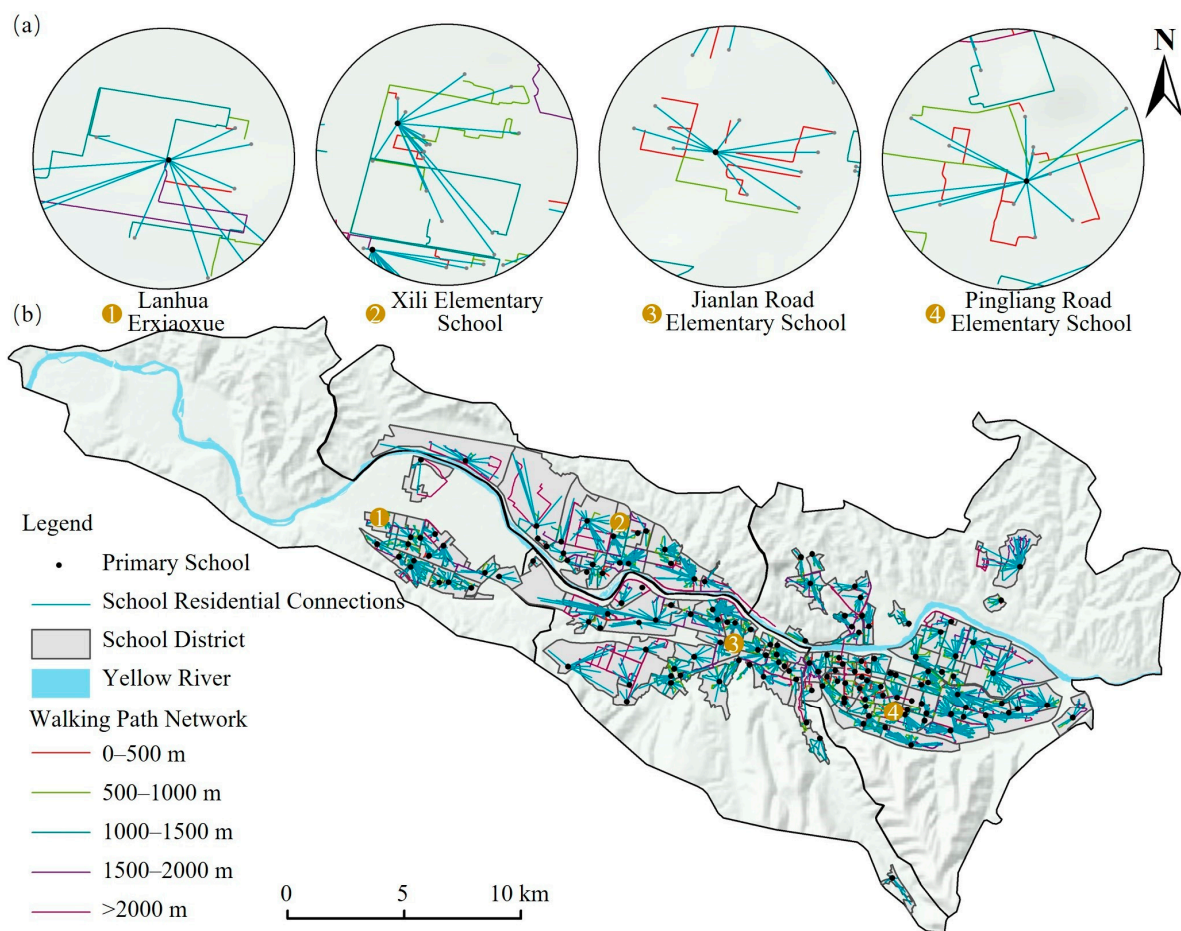 (a)
N
1 Lanhua
Erxiaoxue
2 Xili Elementary
School
3 Jianlan Road
Elementary School
4 Pingliang Road
Elementary School
(b)
1
2
3
4
Legend
Primary School
School Residential Connections
School District
Yellow River
Walking Path Network
0–500 m
500–1000 m
1000–1500 m
1500–2000 m
>2000 m
0 5 10 km